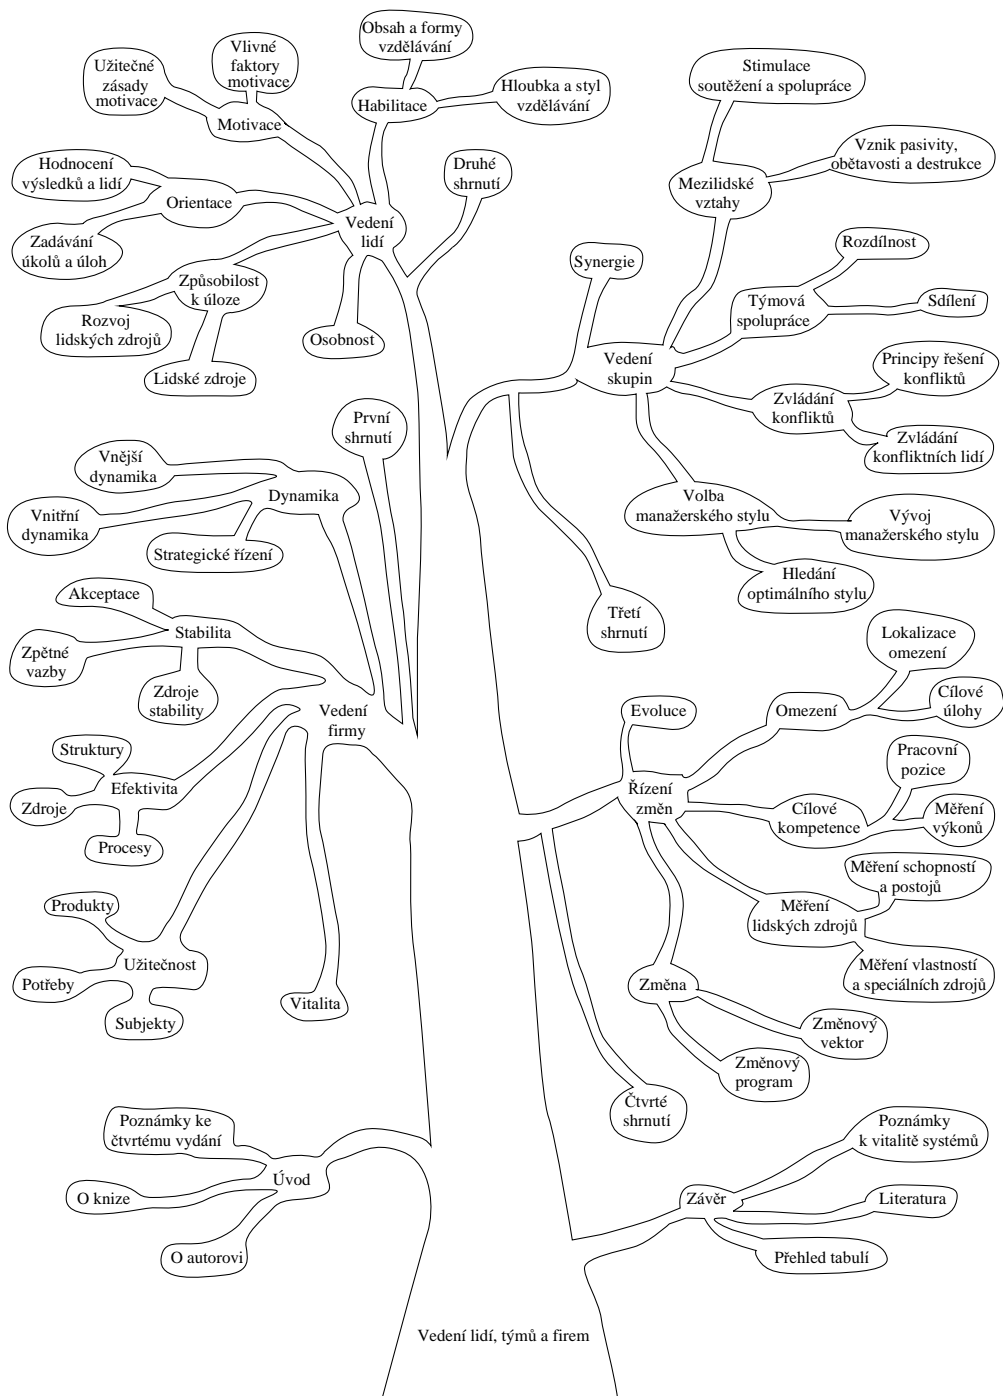 Obsah a formy
vzdělávání
Vlivné
faktory
motivace
Užitečné
zásady
motivace
Stimulace
soutěžení a spolupráce
Hloubka a styl
vzdělávání
Habilitace
Motivace
Vznik pasivity,
obětavosti a destrukce
Druhé
shrnutí
Hodnocení
výsledků a lidí
Mezilidské
vztahy
Orientace
Vedení
lidí
Zadávání
úkolů a úloh
Rozdílnost
Synergie
Způsobilost
k úloze
Týmová
spolupráce
Sdílení
Rozvoj
lidských zdrojů
Osobnost
Vedení
skupin
Principy řešení
konfliktů
Lidské zdroje
Zvládání
konfliktů
První
shrnutí
Zvládání
konfliktních lidí
Vnější
dynamika
Dynamika
Volba
manažerského stylu
Vývoj
manažerského stylu
Vnitřní
dynamika
Strategické řízení
Hledání
optimálního stylu
Akceptace
Třetí
shrnutí
Stabilita
Lokalizace
omezení
Zpětné
vazby
Zdroje
stability
Cílové
úlohy
Vedení
firmy
Evoluce
Omezení
Struktury
Pracovní
pozice
Efektivita
Řízení
změn
Zdroje
Cílové
kompetence
Měření
výkonů
Procesy
Měření schopností
a postojů
Produkty
Měření
lidských zdrojů
Užitečnost
Měření vlastností
a speciálních zdrojů
Potřeby
Změna
Vitalita
Subjekty
Změnový
vektor
Změnový
program
Čtvrté
shrnutí
Poznámky ke
čtvrtému vydání
Poznámky
k vitalitě systémů
Úvod
O knize
Závěr
Literatura
O autorovi
Přehled tabulí
Vedení lidí, týmů a firem